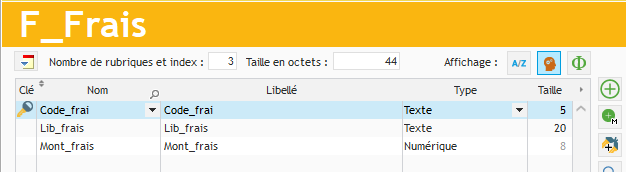 F_Frais
Nombre de rubriques et index : 3 Taille en octets : 44 Affichage : A/Z Φ
Clé Nom Libellé Type Taille
Code_frai Code_frai Texte 5
Lib_frais Lib_frais Texte 20
Mont_frais Mont_frais Numérique 8
M